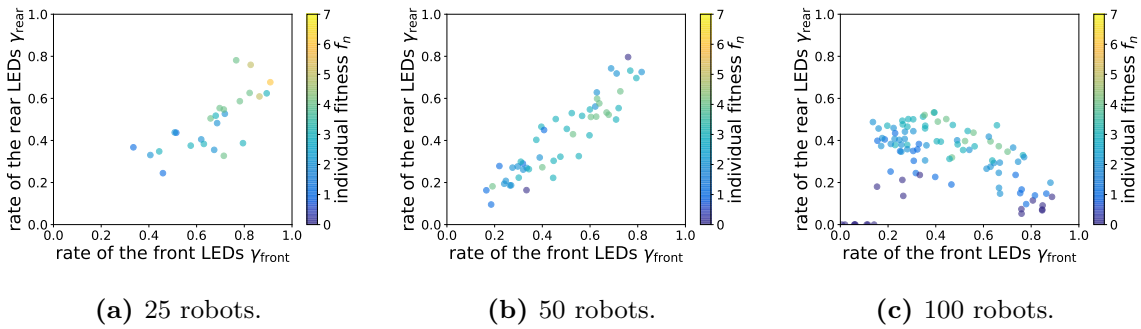 1.0
0.8
0.6
0.4
0.2
0.0
0.0 0.2 0.4 0.6 0.8 1.0
rate of the rear LEDs γrear
rate of the front LEDs γfront
7
6
5
4
3
2
1
0
individual fitness fn
(a) 25 robots.
1.0
0.8
0.6
0.4
0.2
0.0
0.0 0.2 0.4 0.6 0.8 1.0
rate of the rear LEDs γrear
rate of the front LEDs γfront
7
6
5
4
3
2
1
0
individual fitness fn
(b) 50 robots.
1.0
0.8
0.6
0.4
0.2
0.0
0.0 0.2 0.4 0.6 0.8 1.0
rate of the rear LEDs γrear
rate of the front LEDs γfront
7
6
5
4
3
2
1
0
individual fitness fn
(c) 100 robots.